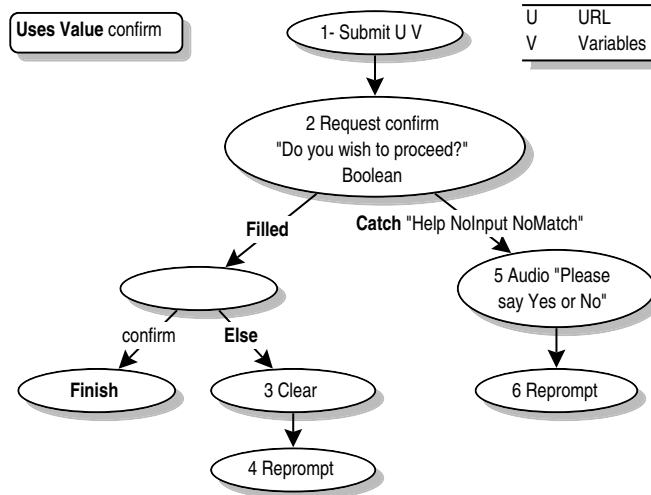 Uses Value confirm
1- Submit U V
U URL
V Variables
2 Request confirm
"Do you wish to proceed?"
Boolean
Filled
Catch "Help NoInput NoMatch"
5 Audio "Please
say Yes or No"
confirm
Else
Finish
3 Clear
6 Reprompt
4 Reprompt